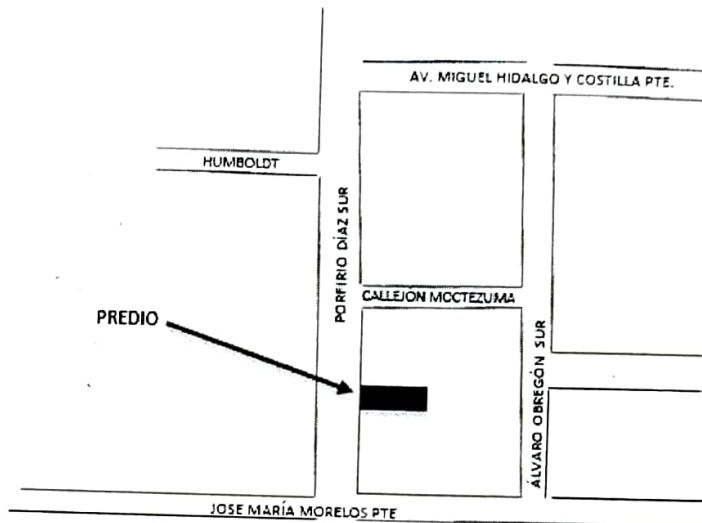 AV. MIGUEL HIDALGO Y COSTILLA PTE.
HUMBOLDT
PORFIRIO DÍAZ SUR
CALLEJON MOCTEZUMA
PREDIO
ÁLVARO OBREGÓN SUR
JOSE MARÍA MORELOS PTE